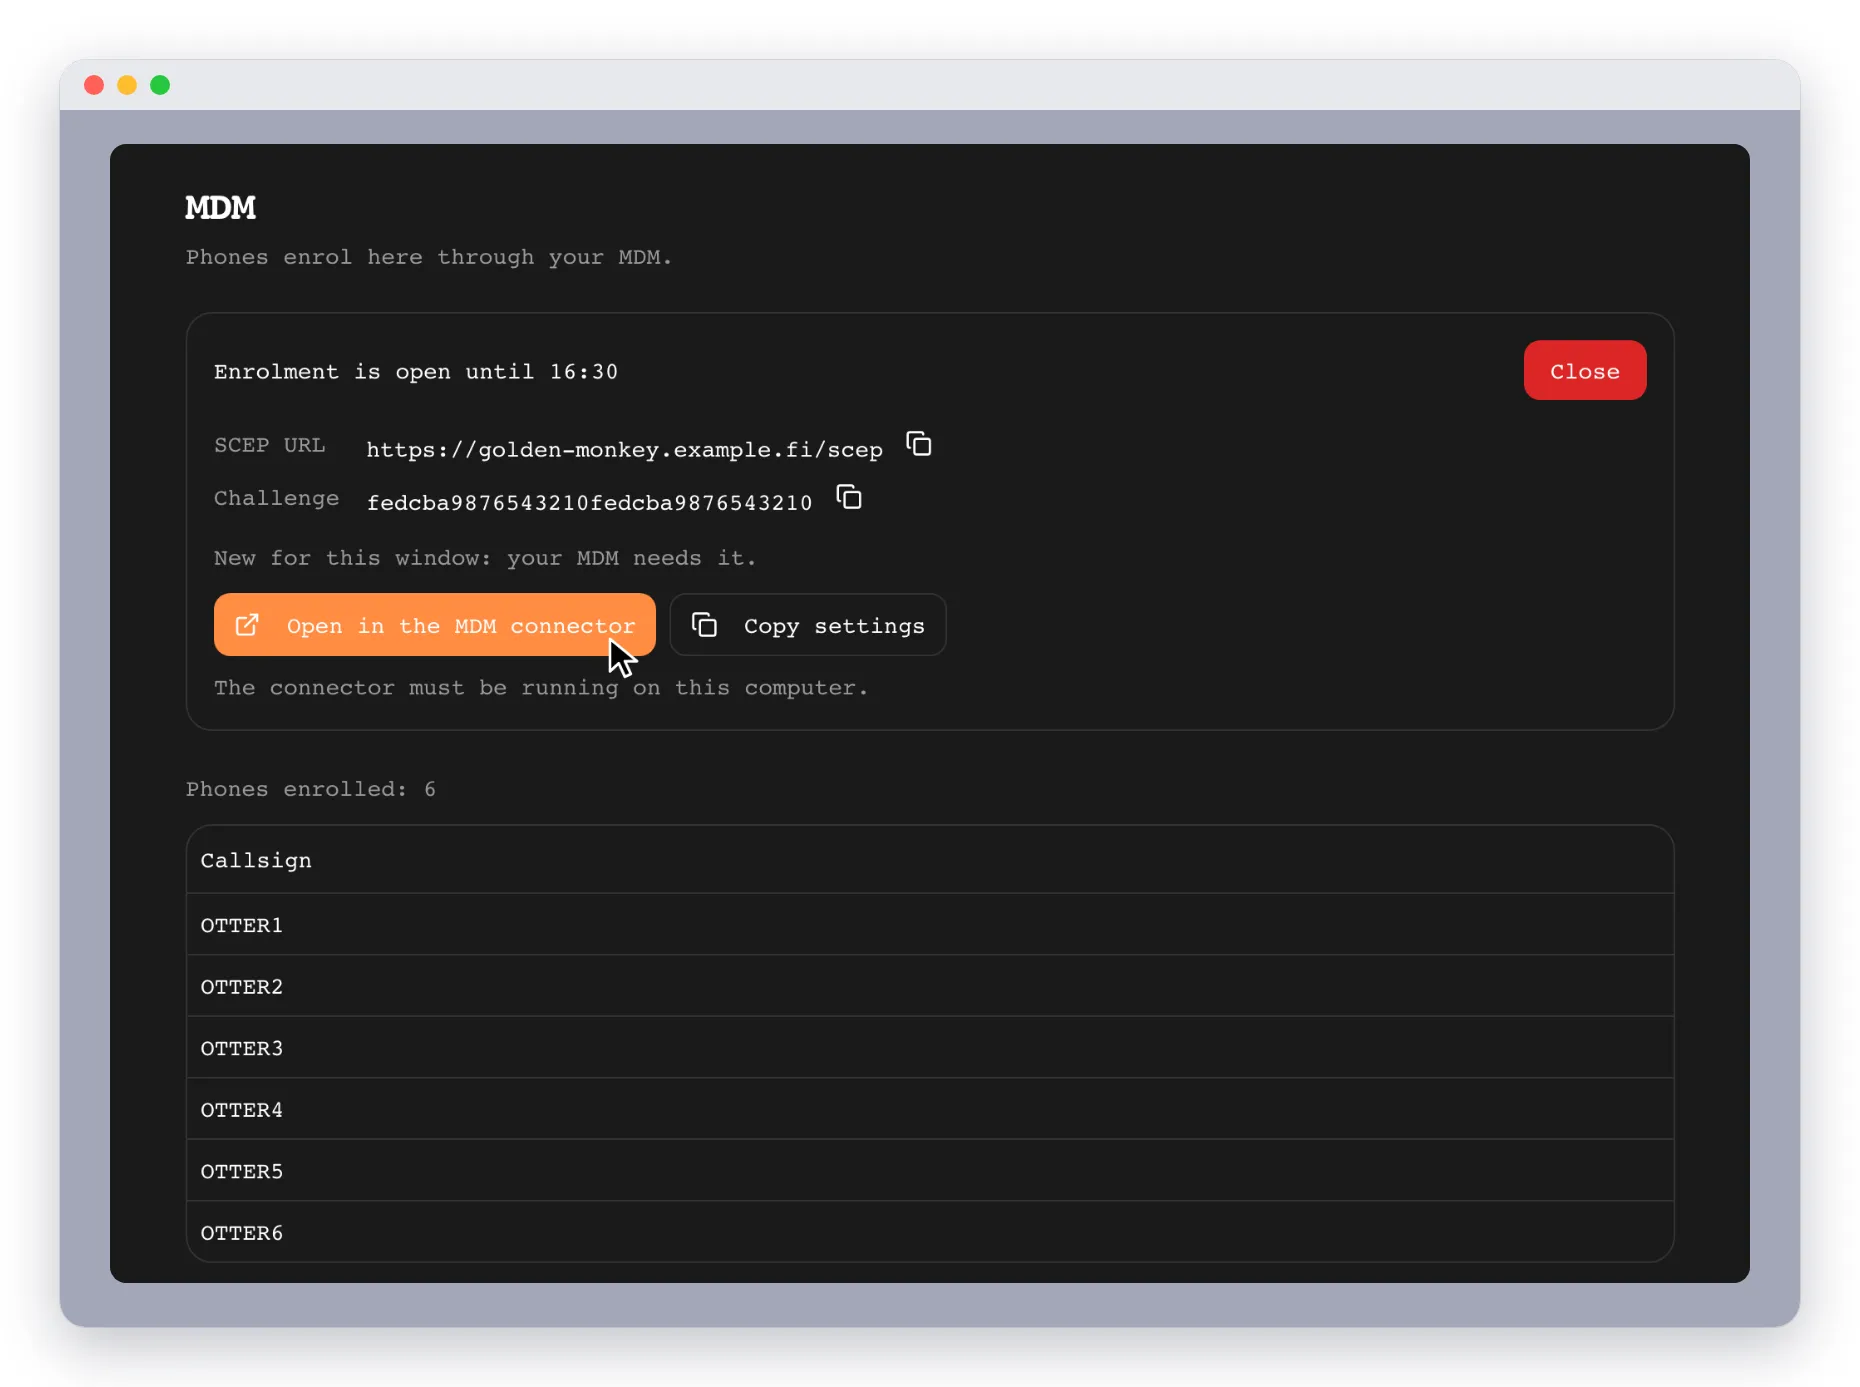 MDM
Phones enrol here through your MDM.
Enrolment is open until 16:30
Close
SCEP URL https://golden-monkey.example.fi/scep
Challenge fedcba9876543210fedcba9876543210
New for this window: your MDM needs it.
Open in the MDM connector
Copy settings
The connector must be running on this computer.
Phones enrolled: 6
Callsign
OTTER1
OTTER2
OTTER3
OTTER4
OTTER5
OTTER6